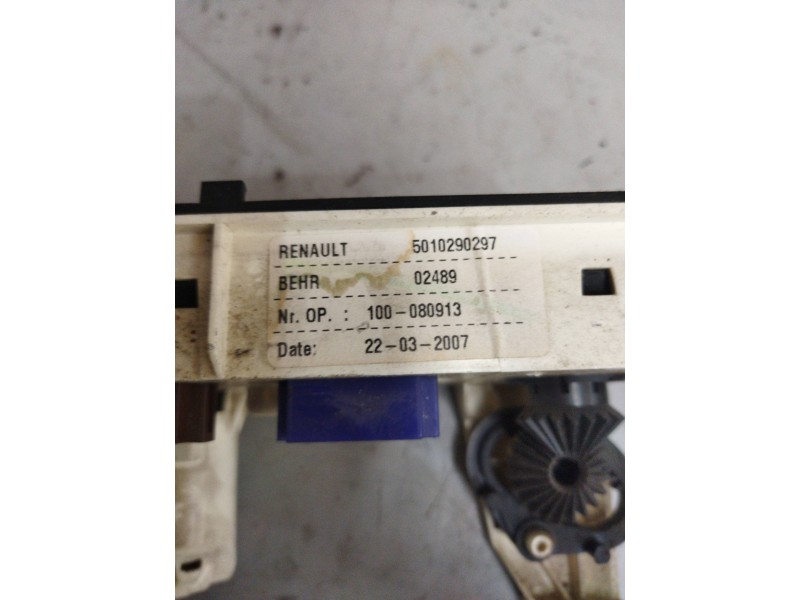 RENAULT 5010290297
BEHR 02489
Nr. OP. : 100-080913
Date: 22-03-2007